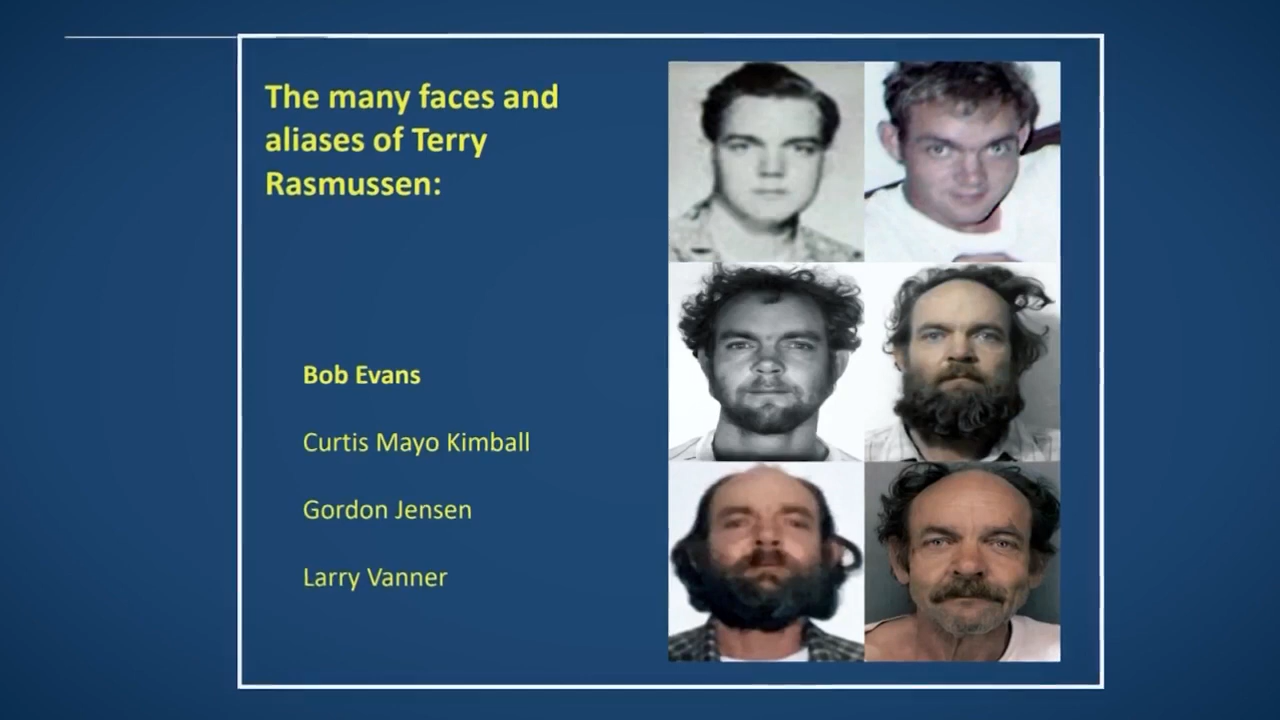 The many faces and
aliases of Terry
Rasmussen:
Bob Evans
Curtis Mayo Kimball
Gordon Jensen
Larry Vanner